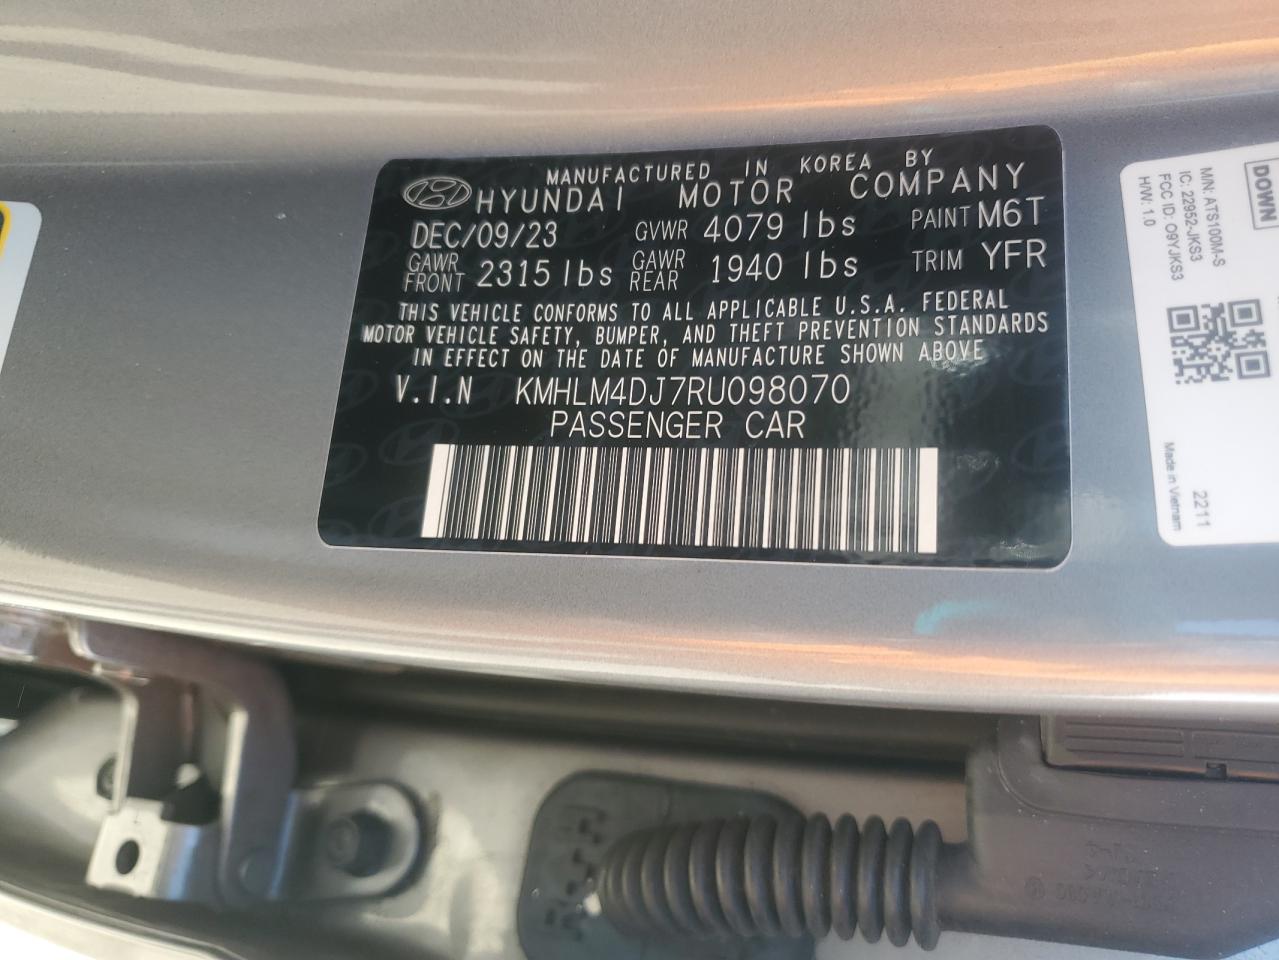 MANUFACTURED IN KOREA BY
HYUNDAI MOTOR COMPANY
DEC/09/23 GVWR 4079 lbs PAINT M6T
GAWR FRONT 2315 lbs GAWR REAR 1940 lbs TRIM YFR
THIS VEHICLE CONFORMS TO ALL APPLICABLE U.S.A. FEDERAL
MOTOR VEHICLE SAFETY, BUMPER, AND THEFT PREVENTION STANDARDS
IN EFFECT ON THE DATE OF MANUFACTURE SHOWN ABOVE
V.I.N KMHLM4DJ7RU098070
PASSENGER CAR
DOWN
M/N: ATS100M-S
IC: 22952-JKS3
FCC ID: O9YJKS3
H/W: 1.0
2211
Made in Vietnam